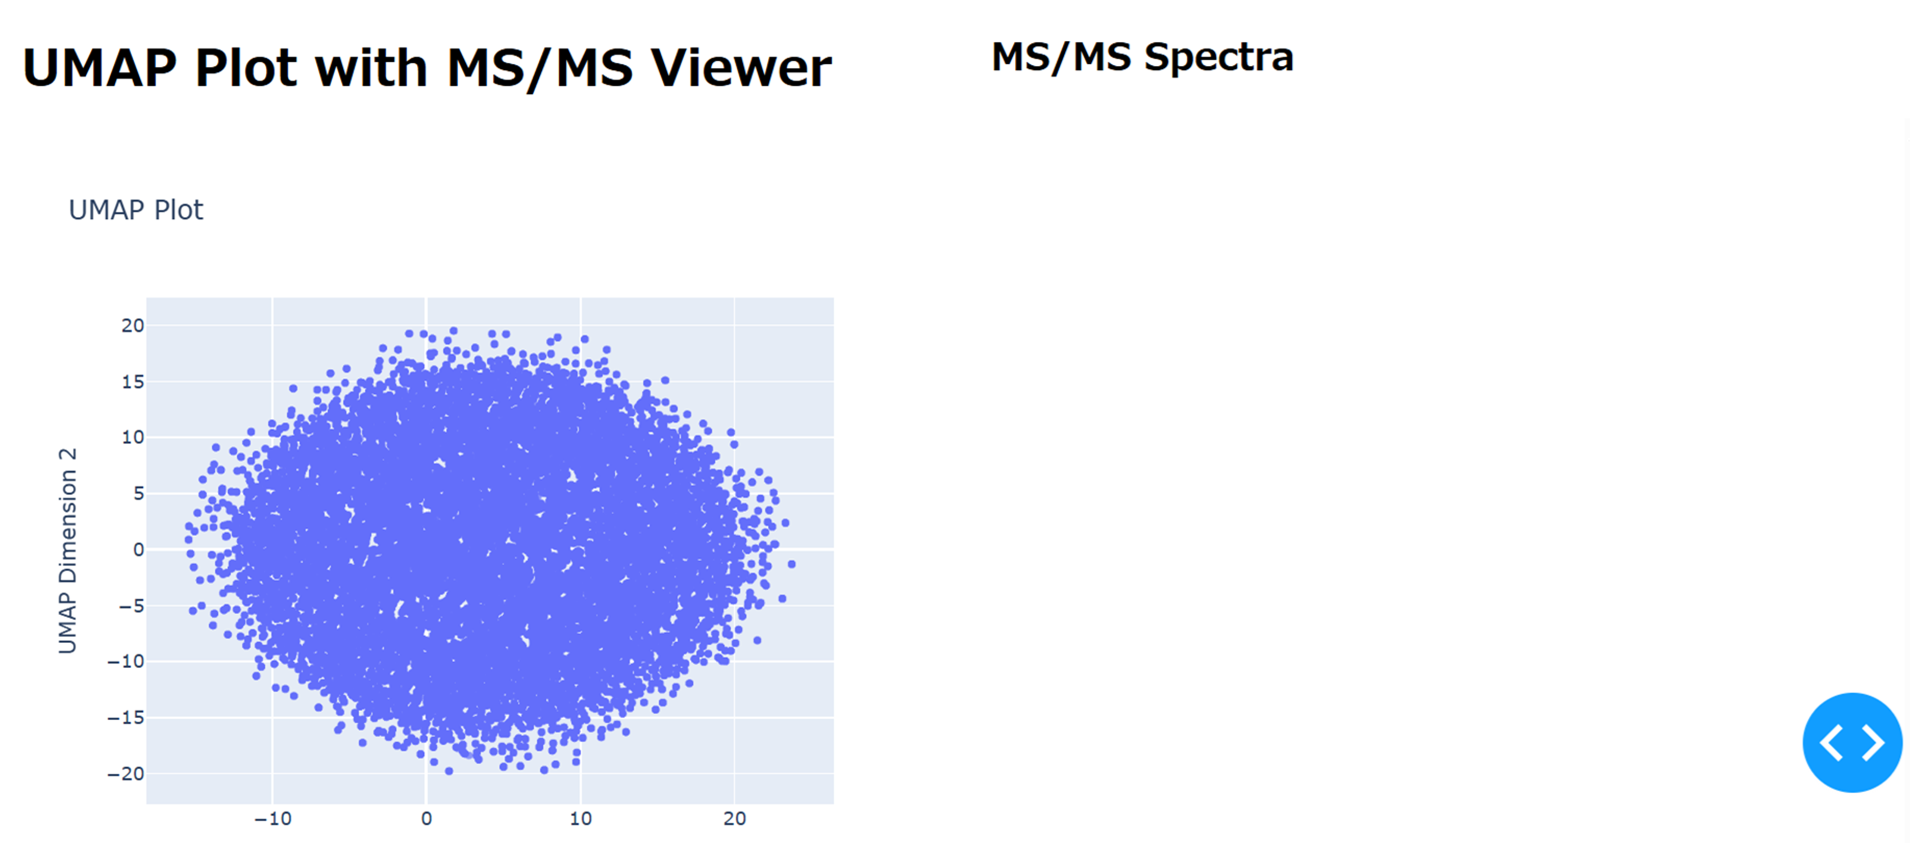 UMAP Plot with MS/MS Viewer
MS/MS Spectra
UMAP Plot
UMAP Dimension 2
20
15
10
5
0
−5
−10
−15
−20
−10 0 10 20